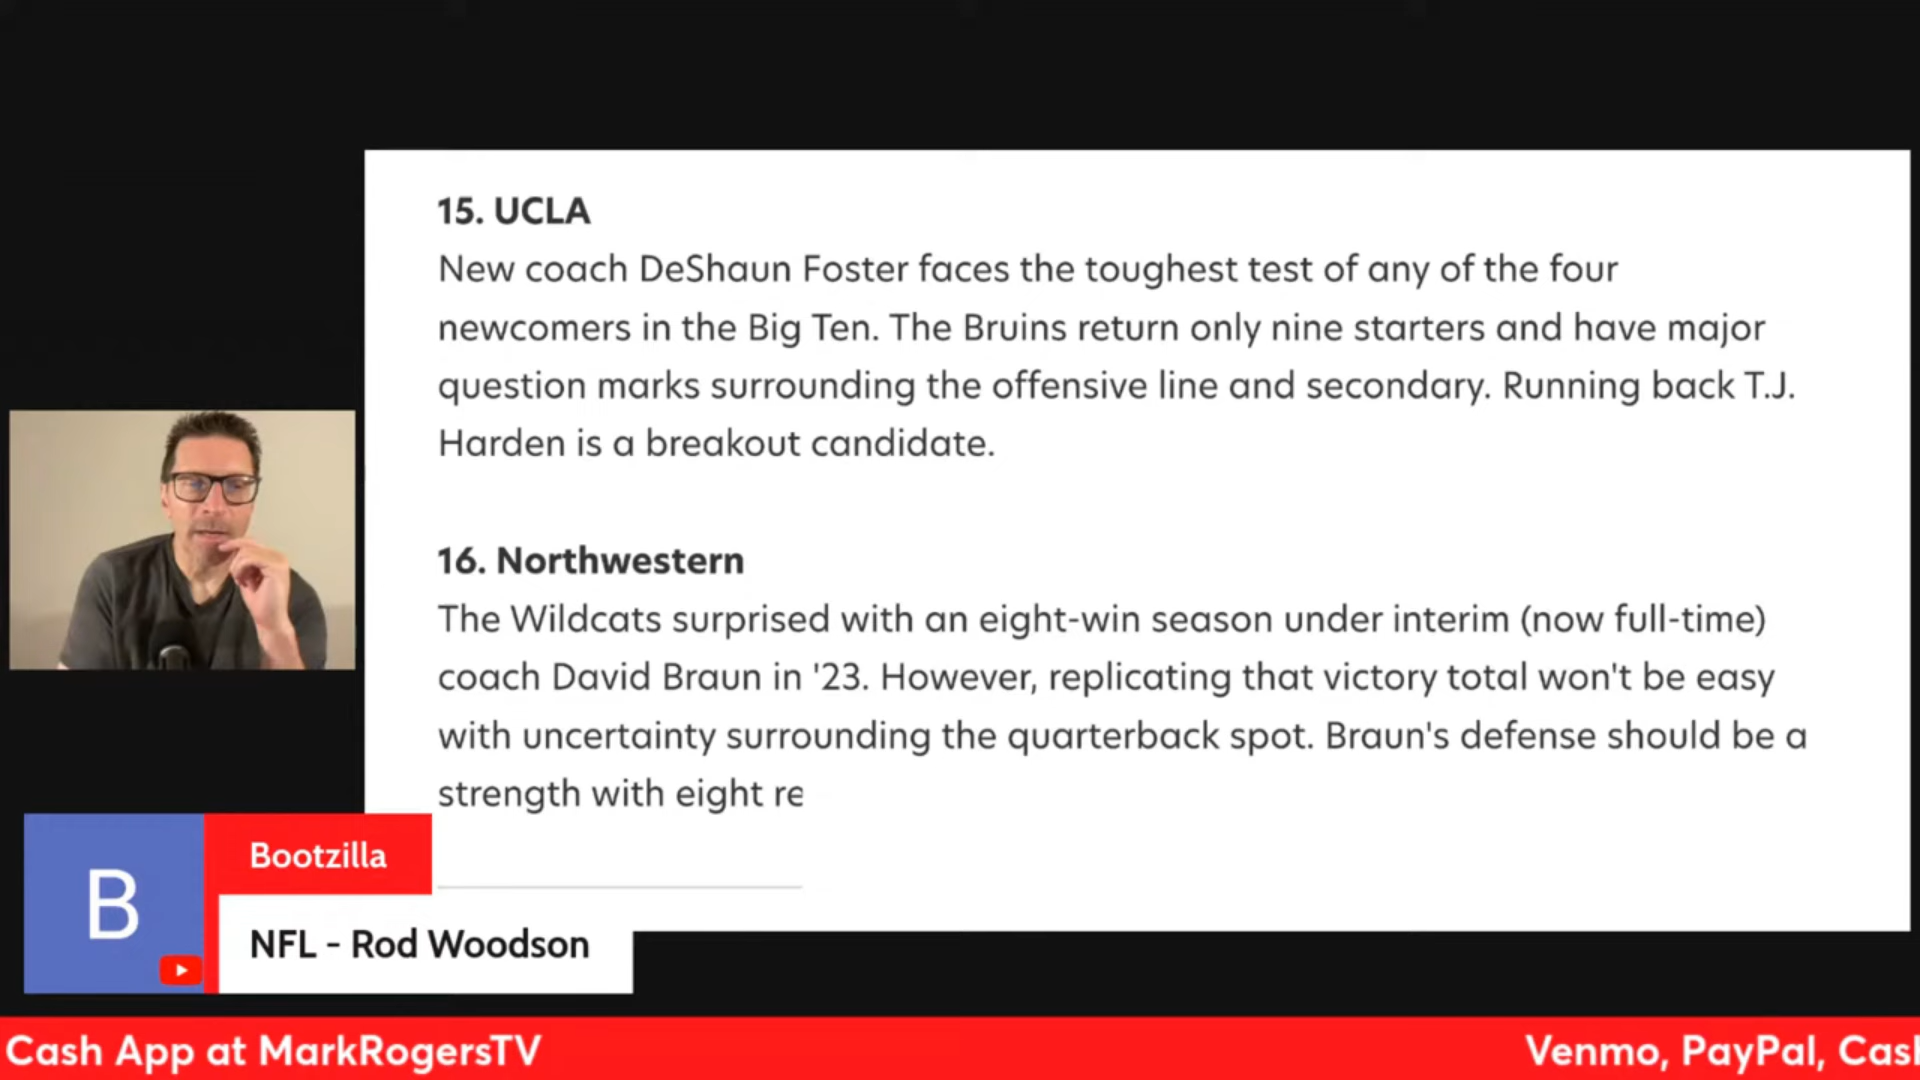 15. UCLA
New coach DeShaun Foster faces the toughest test of any of the four
newcomers in the Big Ten. The Bruins return only nine starters and have major
question marks surrounding the offensive line and secondary. Running back T.J.
Harden is a breakout candidate.
16. Northwestern
The Wildcats surprised with an eight-win season under interim (now full-time)
coach David Braun in '23. However, replicating that victory total won't be easy
with uncertainty surrounding the quarterback spot. Braun's defense should be a
strength with eight re
B
Bootzilla
NFL - Rod Woodson
Cash App at MarkRogersTV
Venmo, PayPal, Cash